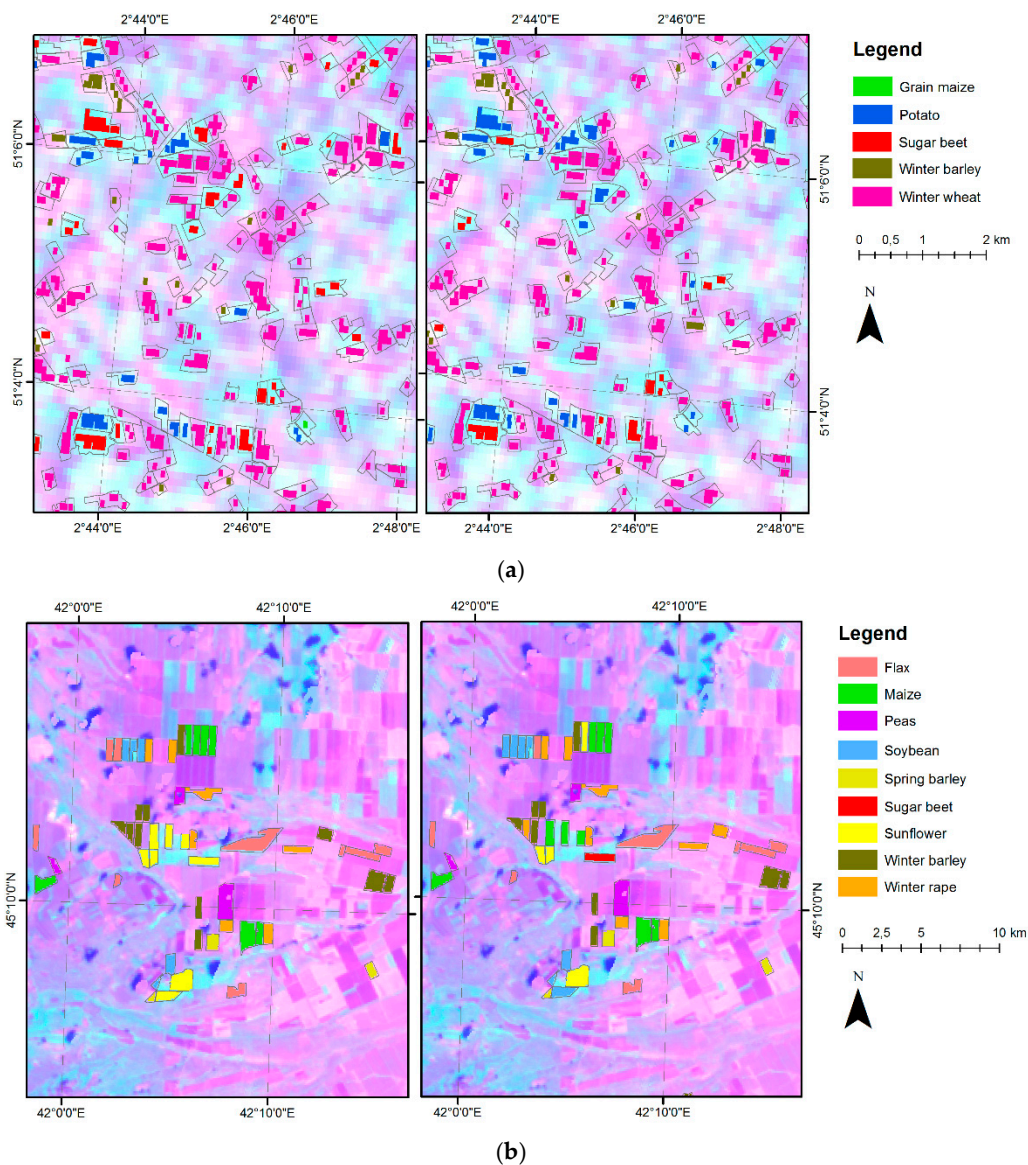 2°44'0"E 2°46'0"E 2°46'0"E
51°6'0"N
51°4'0"N
51°6'0"N
51°4'0"N
2°44'0"E 2°46'0"E 2°48'0"E 2°44'0"E 2°46'0"E 2°48'0"E
Legend
Grain maize
Potato
Sugar beet
Winter barley
Winter wheat
0 0,5 1 2 km
N
(a)
42°0'0"E 42°10'0"E 42°0'0"E 42°10'0"E
45°10'0"N
45°10'0"N
42°0'0"E 42°10'0"E 42°0'0"E 42°10'0"E
Legend
Flax
Maize
Peas
Soybean
Spring barley
Sugar beet
Sunflower
Winter barley
Winter rape
0 2,5 5 10 km
N
(b)